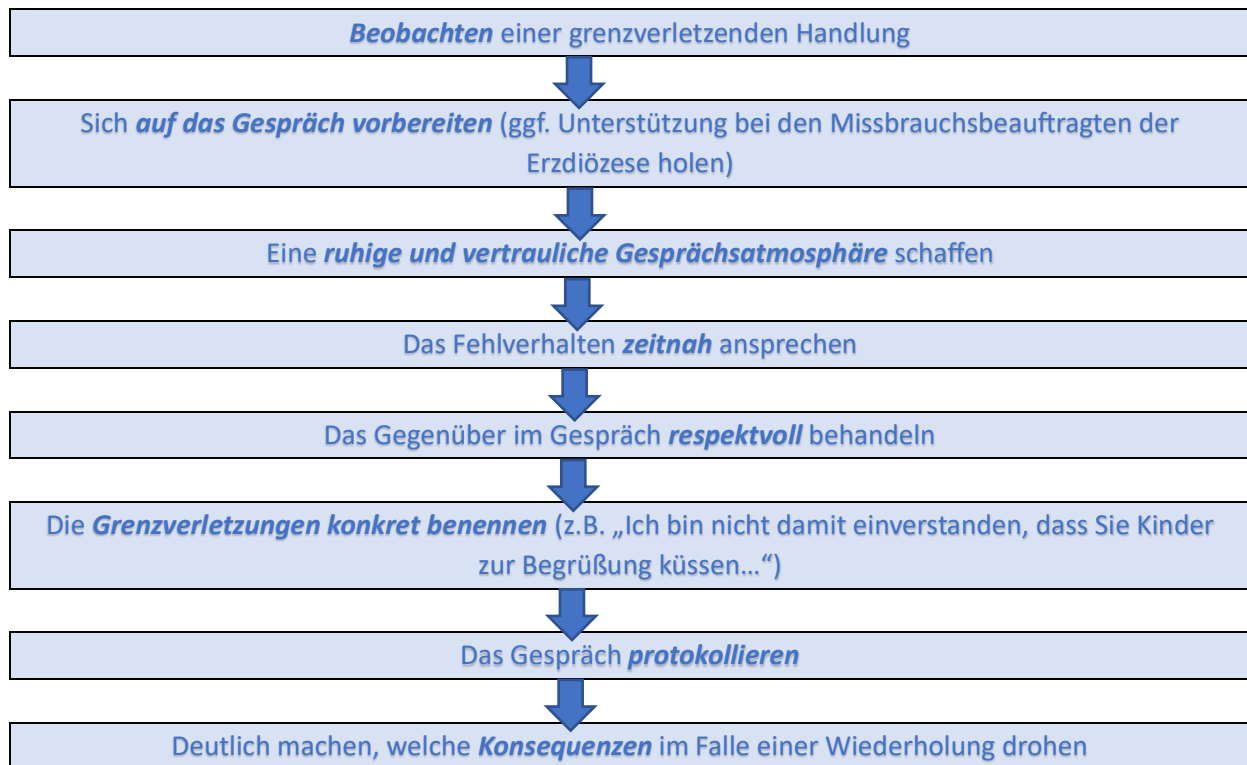 Beobachten einer grenzverletzenden Handlung
Sich auf das Gespräch vorbereiten (ggf. Unterstützung bei den Missbrauchsbeauftragten der
Erzdiözese holen)
Eine ruhige und vertrauliche Gesprächsatmosphäre schaffen
Das Fehlverhalten zeitnah ansprechen
Das Gegenüber im Gespräch respektvoll behandeln
Die Grenzverletzungen konkret benennen (z.B. „Ich bin nicht damit einverstanden, dass Sie Kinder
zur Begrüßung küssen…“)
Das Gespräch protokollieren
Deutlich machen, welche Konsequenzen im Falle einer Wiederholung drohen